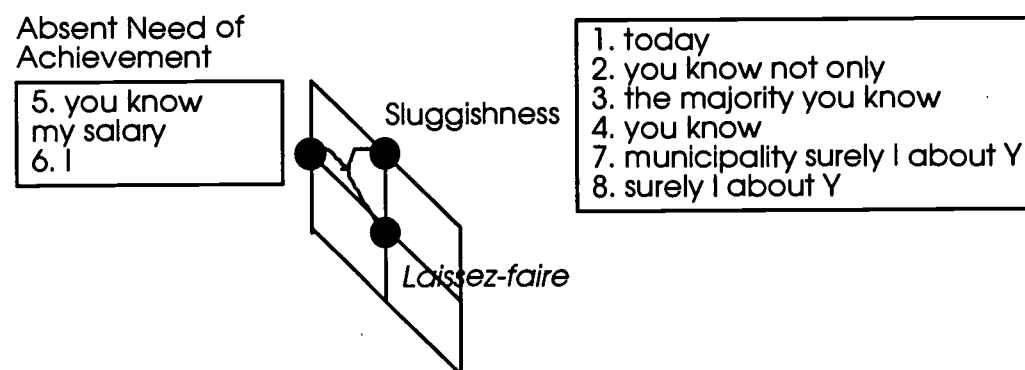 Absent Need of
Achievement
5. you know
my salary
6. I
Sluggishness
Laissez-faire
1. today
2. you know not only
3. the majority you know
4. you know
7. municipality surely I about Y
8. surely I about Y